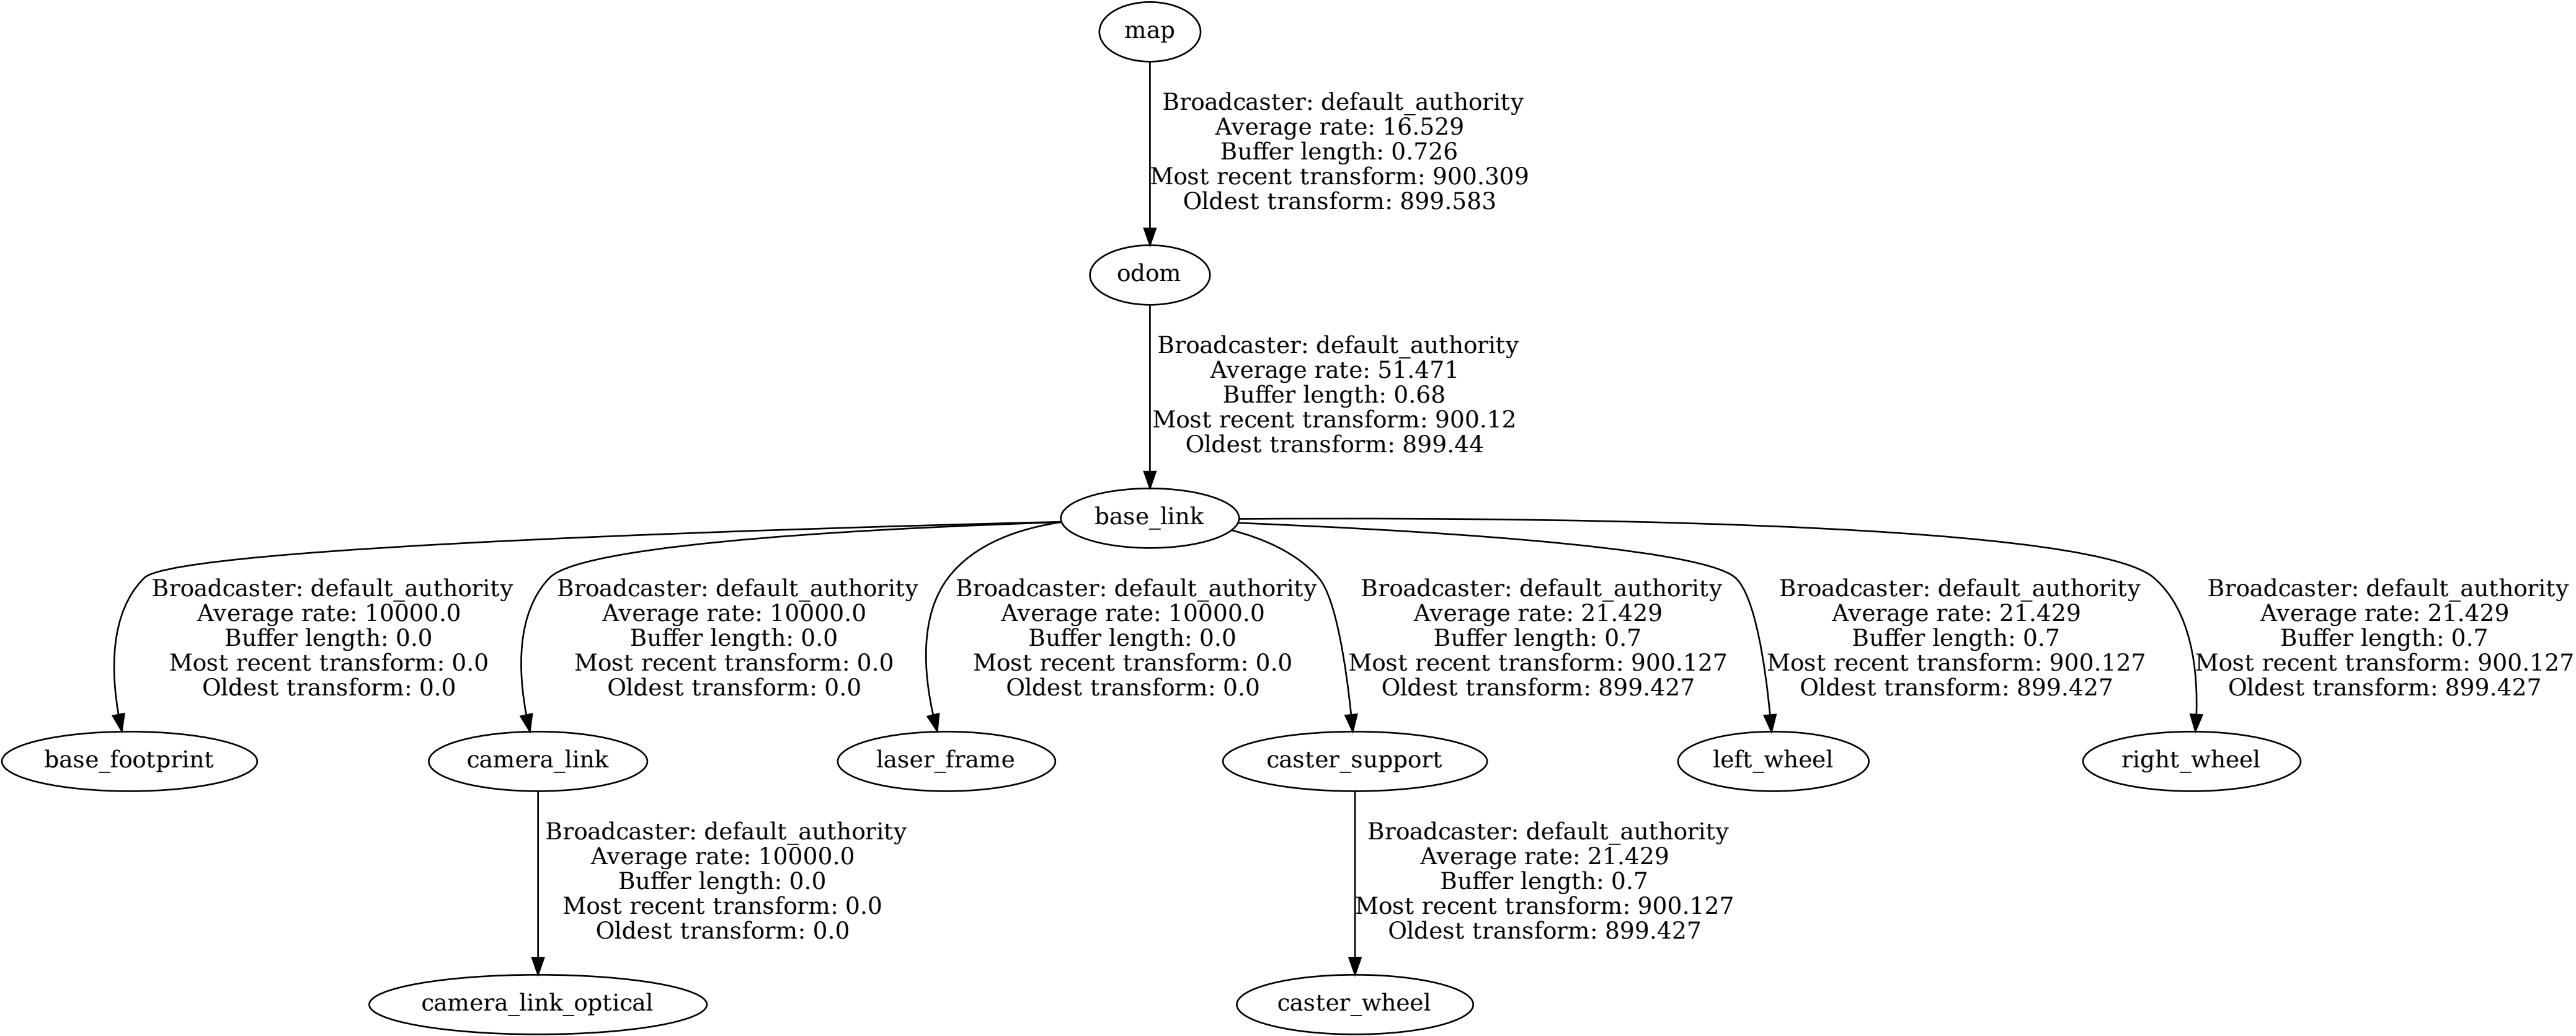 map
Broadcaster: default_authority
Average rate: 16.529
Buffer length: 0.726
Most recent transform: 900.309
Oldest transform: 899.583
odom
Broadcaster: default_authority
Average rate: 51.471
Buffer length: 0.68
Most recent transform: 900.12
Oldest transform: 899.44
base_link
Broadcaster: default_authority
Average rate: 10000.0
Buffer length: 0.0
Most recent transform: 0.0
Oldest transform: 0.0
Broadcaster: default_authority
Average rate: 10000.0
Buffer length: 0.0
Most recent transform: 0.0
Oldest transform: 0.0
Broadcaster: default_authority
Average rate: 10000.0
Buffer length: 0.0
Most recent transform: 0.0
Oldest transform: 0.0
Broadcaster: default_authority
Average rate: 21.429
Buffer length: 0.7
Most recent transform: 900.127
Oldest transform: 899.427
Broadcaster: default_authority
Average rate: 21.429
Buffer length: 0.7
Most recent transform: 900.127
Oldest transform: 899.427
Broadcaster: default_authority
Average rate: 21.429
Buffer length: 0.7
Most recent transform: 900.127
Oldest transform: 899.427
base_footprint
camera_link
laser_frame
caster_support
left_wheel
right_wheel
Broadcaster: default_authority
Average rate: 10000.0
Buffer length: 0.0
Most recent transform: 0.0
Oldest transform: 0.0
Broadcaster: default_authority
Average rate: 21.429
Buffer length: 0.7
Most recent transform: 900.127
Oldest transform: 899.427
camera_link_optical
caster_wheel